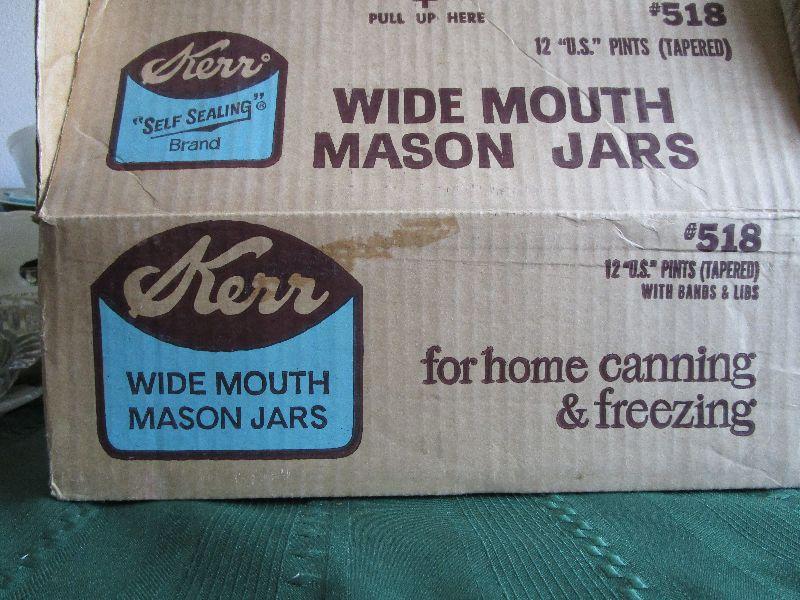 PULL UP HERE
#518
12 "U.S." PINTS (TAPERED)
Kerr®
"SELF SEALING"®
Brand
WIDE MOUTH
MASON JARS
Kerr
WIDE MOUTH
MASON JARS
#518
12 "U.S." PINTS (TAPERED)
WITH BANDS & LIDS
for home canning
& freezing